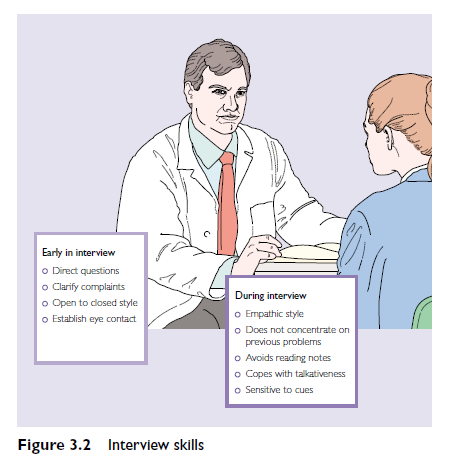 Early in interview
Direct questions
Clarify complaints
Open to closed style
Establish eye contact
During interview
Empathic style
Does not concentrate on
previous problems
Avoids reading notes
Copes with talkativeness
Sensitive to cues
Figure 3.2 Interview skills